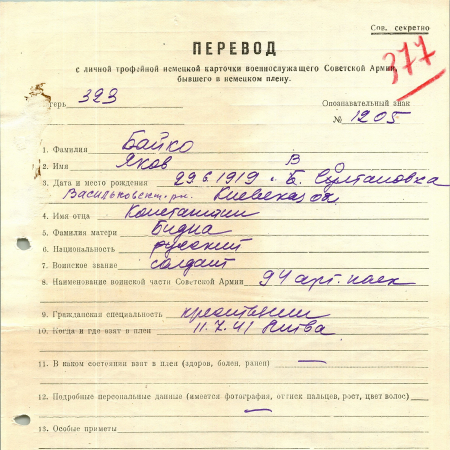 Сов. секретно
ПЕРЕВОД
377
с личной трофейной немецкой карточки военнослужащего Советской Армии,
бывшего в немецком плену.
герь 323 Опознавательный знак
№ 1205
1. Фамилия Байко
2. Имя Яков В
3. Дата и место рождения 29.6.1919 г. Б. Султановка
Васильковск. рн. Киевская об
4. Имя отца Константин
5. Фамилия матери Бидна
6. Национальность русский
7. Воинское звание солдат
8. Наименование воинской части Советской Армии 94 арт. полк
9. Гражданская специальность крестьянин
10. Когда и где взят в плен 11.7.41 Литва
11. В каком состоянии взят в плен (здоров, болен, ранен) —
12. Подробные персональные данные (имеется фотография, оттиск пальцев, рост, цвет волос)
—
13. Особые приметы